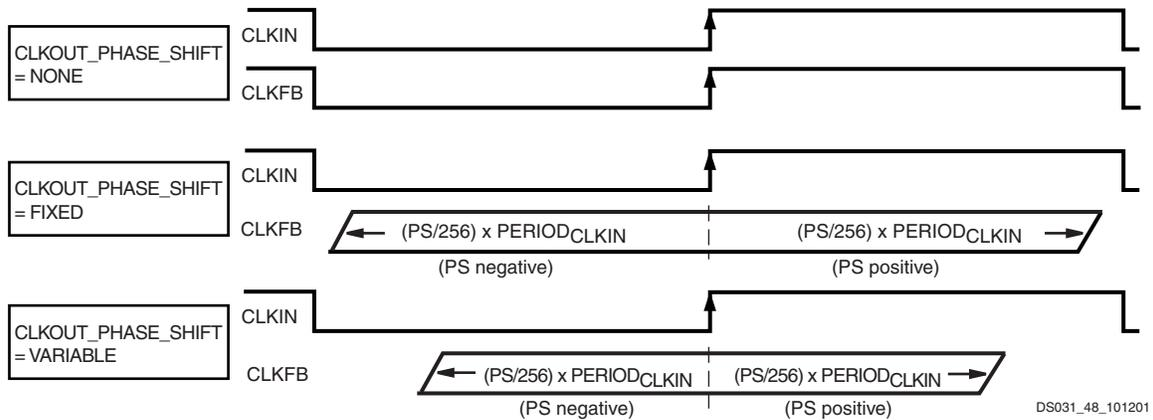 CLKOUT_PHASE_SHIFT
= NONE
CLKIN
CLKFB
CLKOUT_PHASE_SHIFT
= FIXED
CLKIN
CLKFB
(PS/256) x PERIODCLKIN
(PS/256) x PERIODCLKIN
(PS negative)
(PS positive)
CLKOUT_PHASE_SHIFT
= VARIABLE
CLKIN
CLKFB
(PS/256) x PERIODCLKIN
(PS/256) x PERIODCLKIN
(PS negative)
(PS positive)
DS031_48_101201